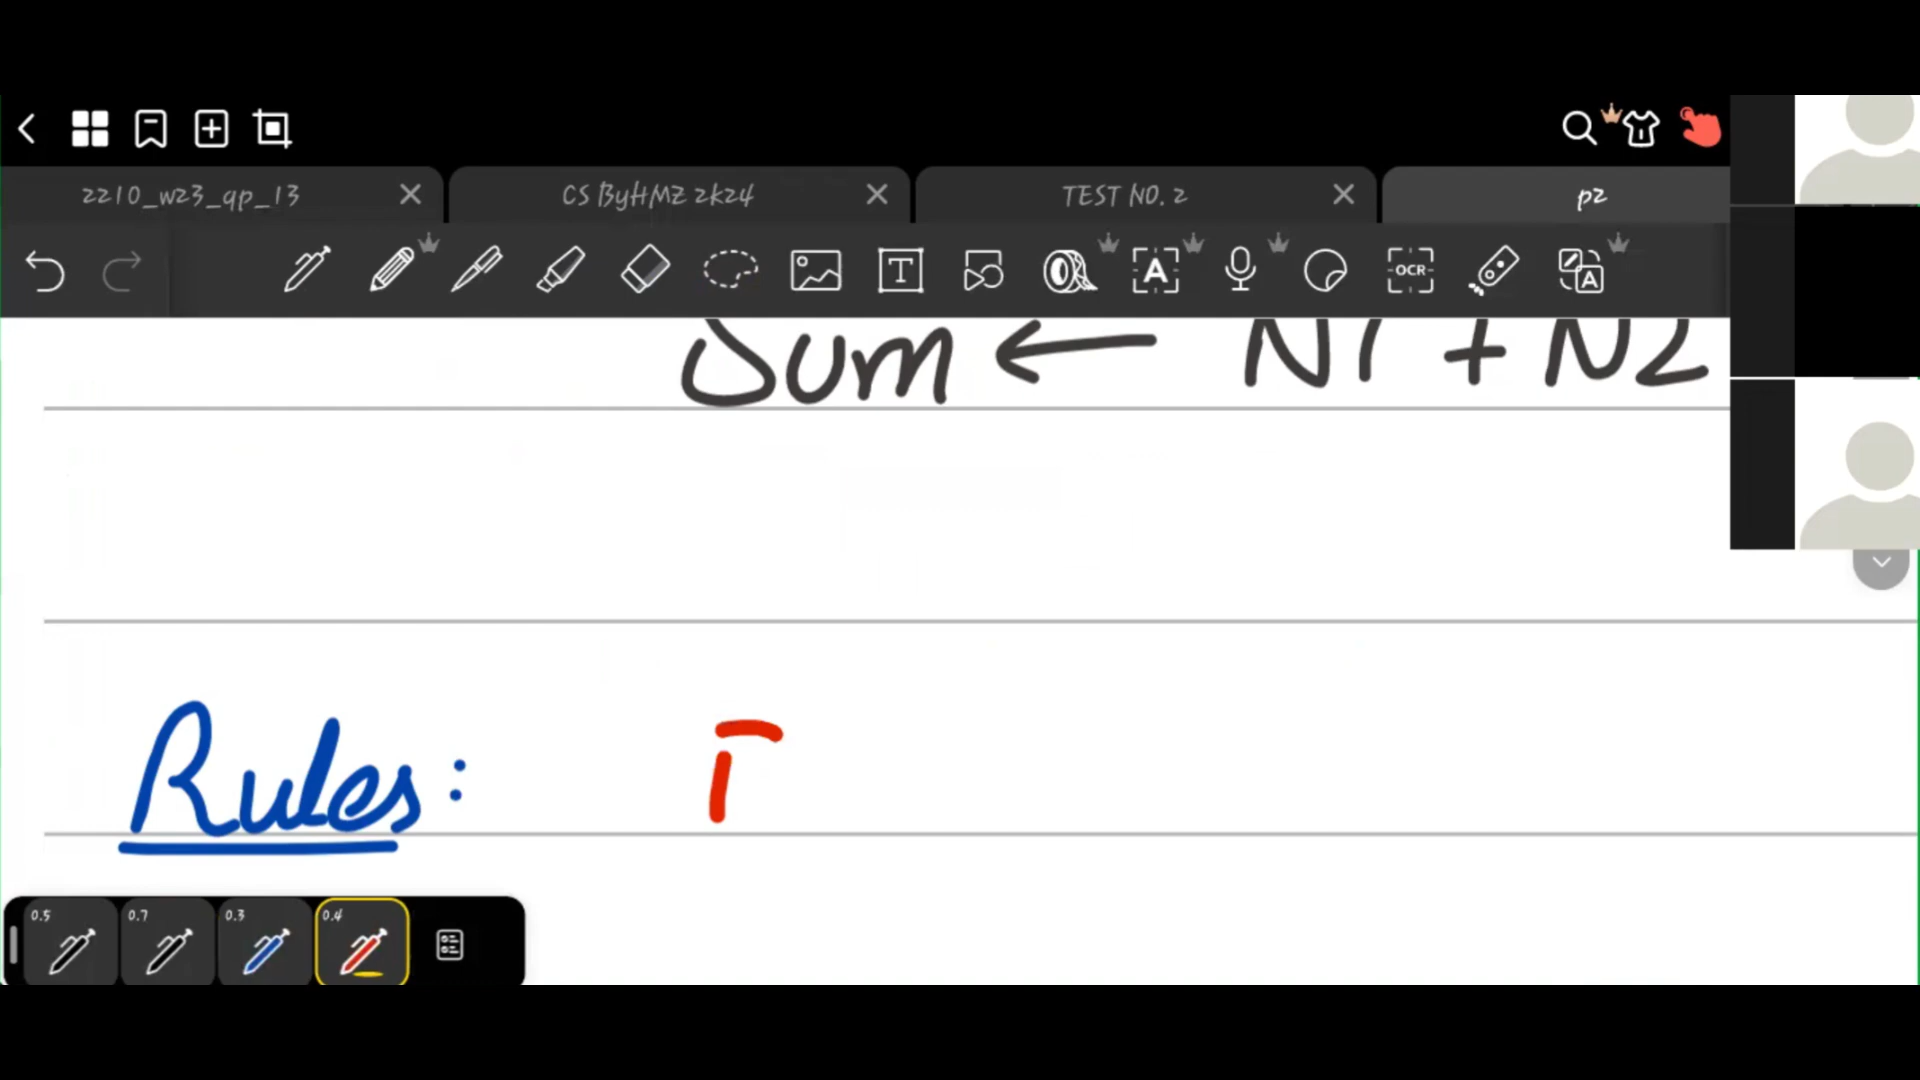 2210_w23_qp_13 CS ByHMZ 2k24 TEST NO. 2 p2
T A OCR A
Sum ← N1 + N2
Rules:
0.5 0.7 0.3 0.4